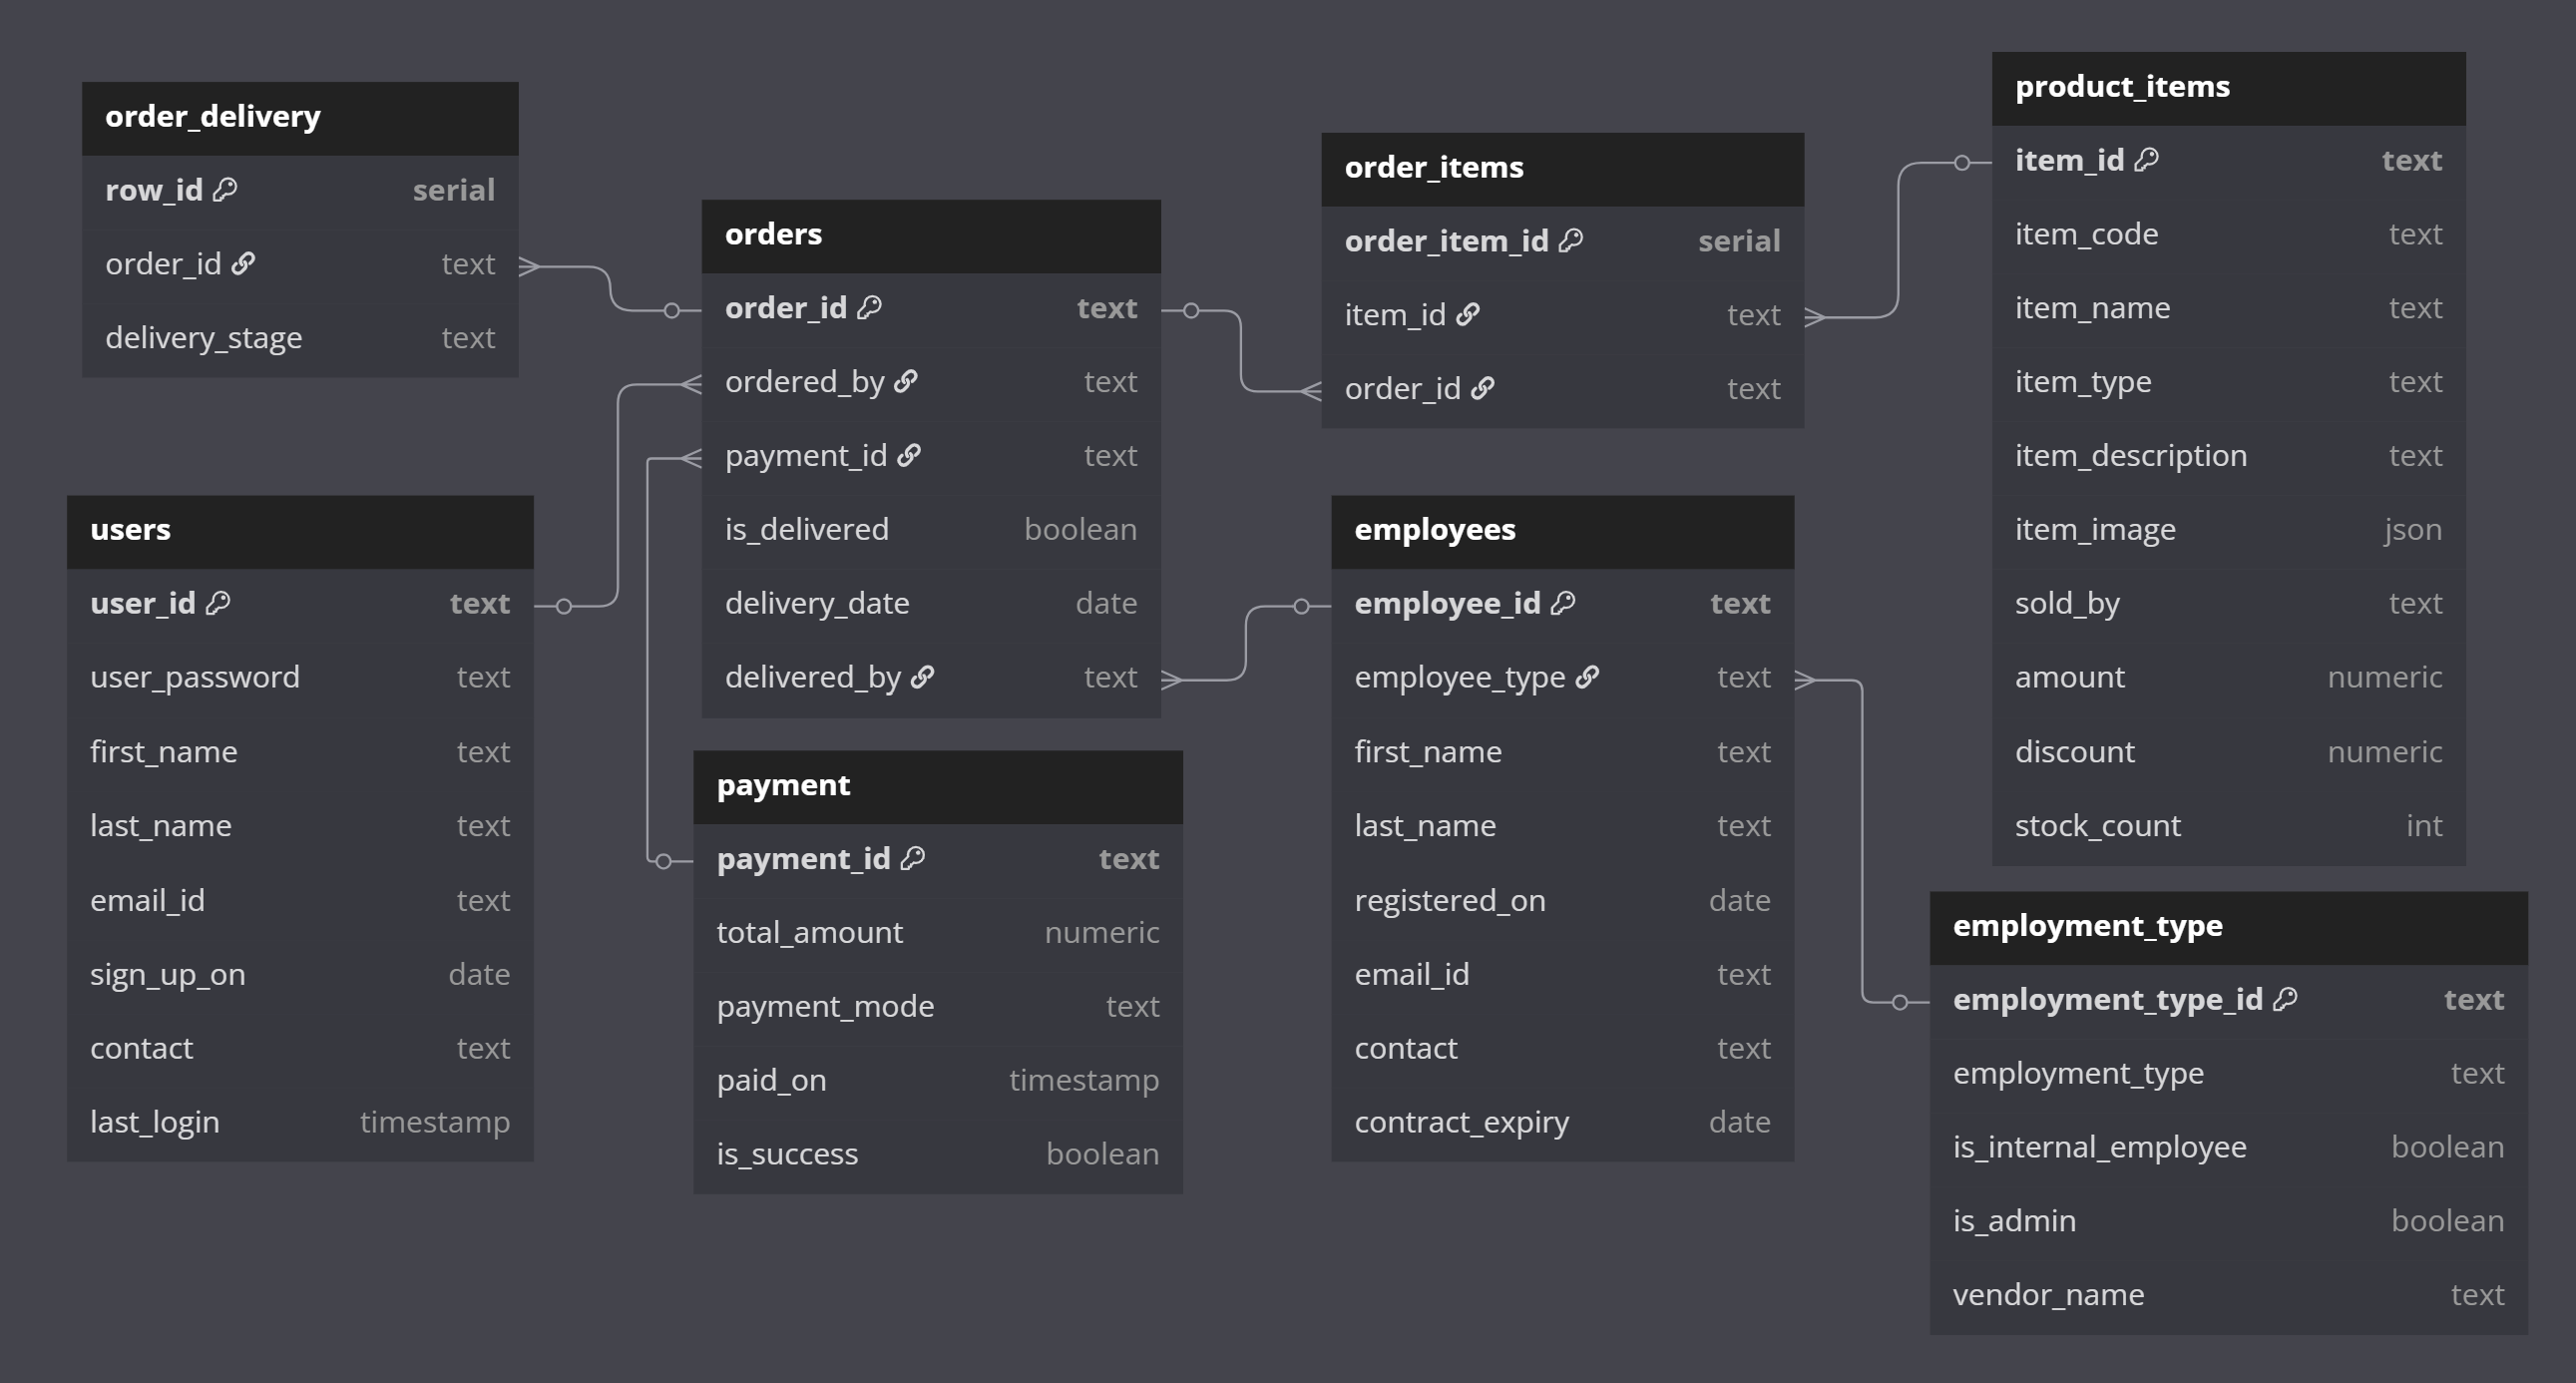 order_delivery
row_id serial
order_id text
delivery_stage text
users
user_id text
user_password text
first_name text
last_name text
email_id text
sign_up_on date
contact text
last_login timestamp
orders
order_id text
ordered_by text
payment_id text
is_delivered boolean
delivery_date date
delivered_by text
payment
payment_id text
total_amount numeric
payment_mode text
paid_on timestamp
is_success boolean
order_items
order_item_id serial
item_id text
order_id text
employees
employee_id text
employee_type text
first_name text
last_name text
registered_on date
email_id text
contact text
contract_expiry date
product_items
item_id text
item_code text
item_name text
item_type text
item_description text
item_image json
sold_by text
amount numeric
discount numeric
stock_count int
employment_type
employment_type_id text
employment_type text
is_internal_employee boolean
is_admin boolean
vendor_name text